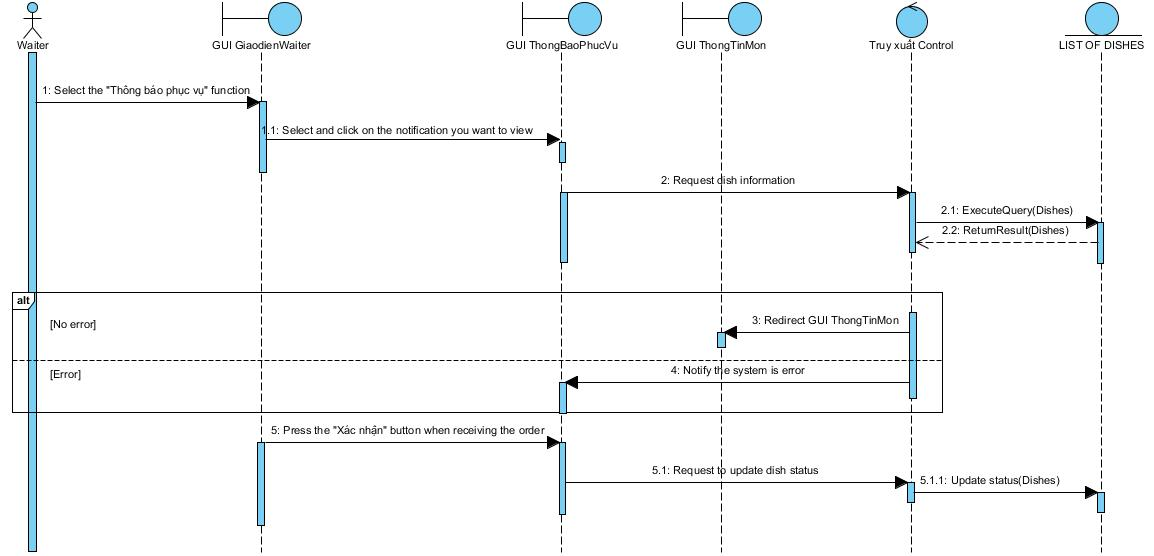 Waiter
GUI GiaodienWaiter
GUI ThongBaoPhucVu
GUI ThongTinMon
Truy xuất Control
LIST OF DISHES
1: Select the "Thông báo phục vụ" function
1.1: Select and click on the notification you want to view
2: Request dish information
2.1: ExecuteQuery(Dishes)
2.2: ReturnResult(Dishes)
alt
[No error]
3: Redirect GUI ThongTinMon
[Error]
4: Notify the system is error
5: Press the "Xác nhận" button when receiving the order
5.1: Request to update dish status
5.1.1: Update status(Dishes)